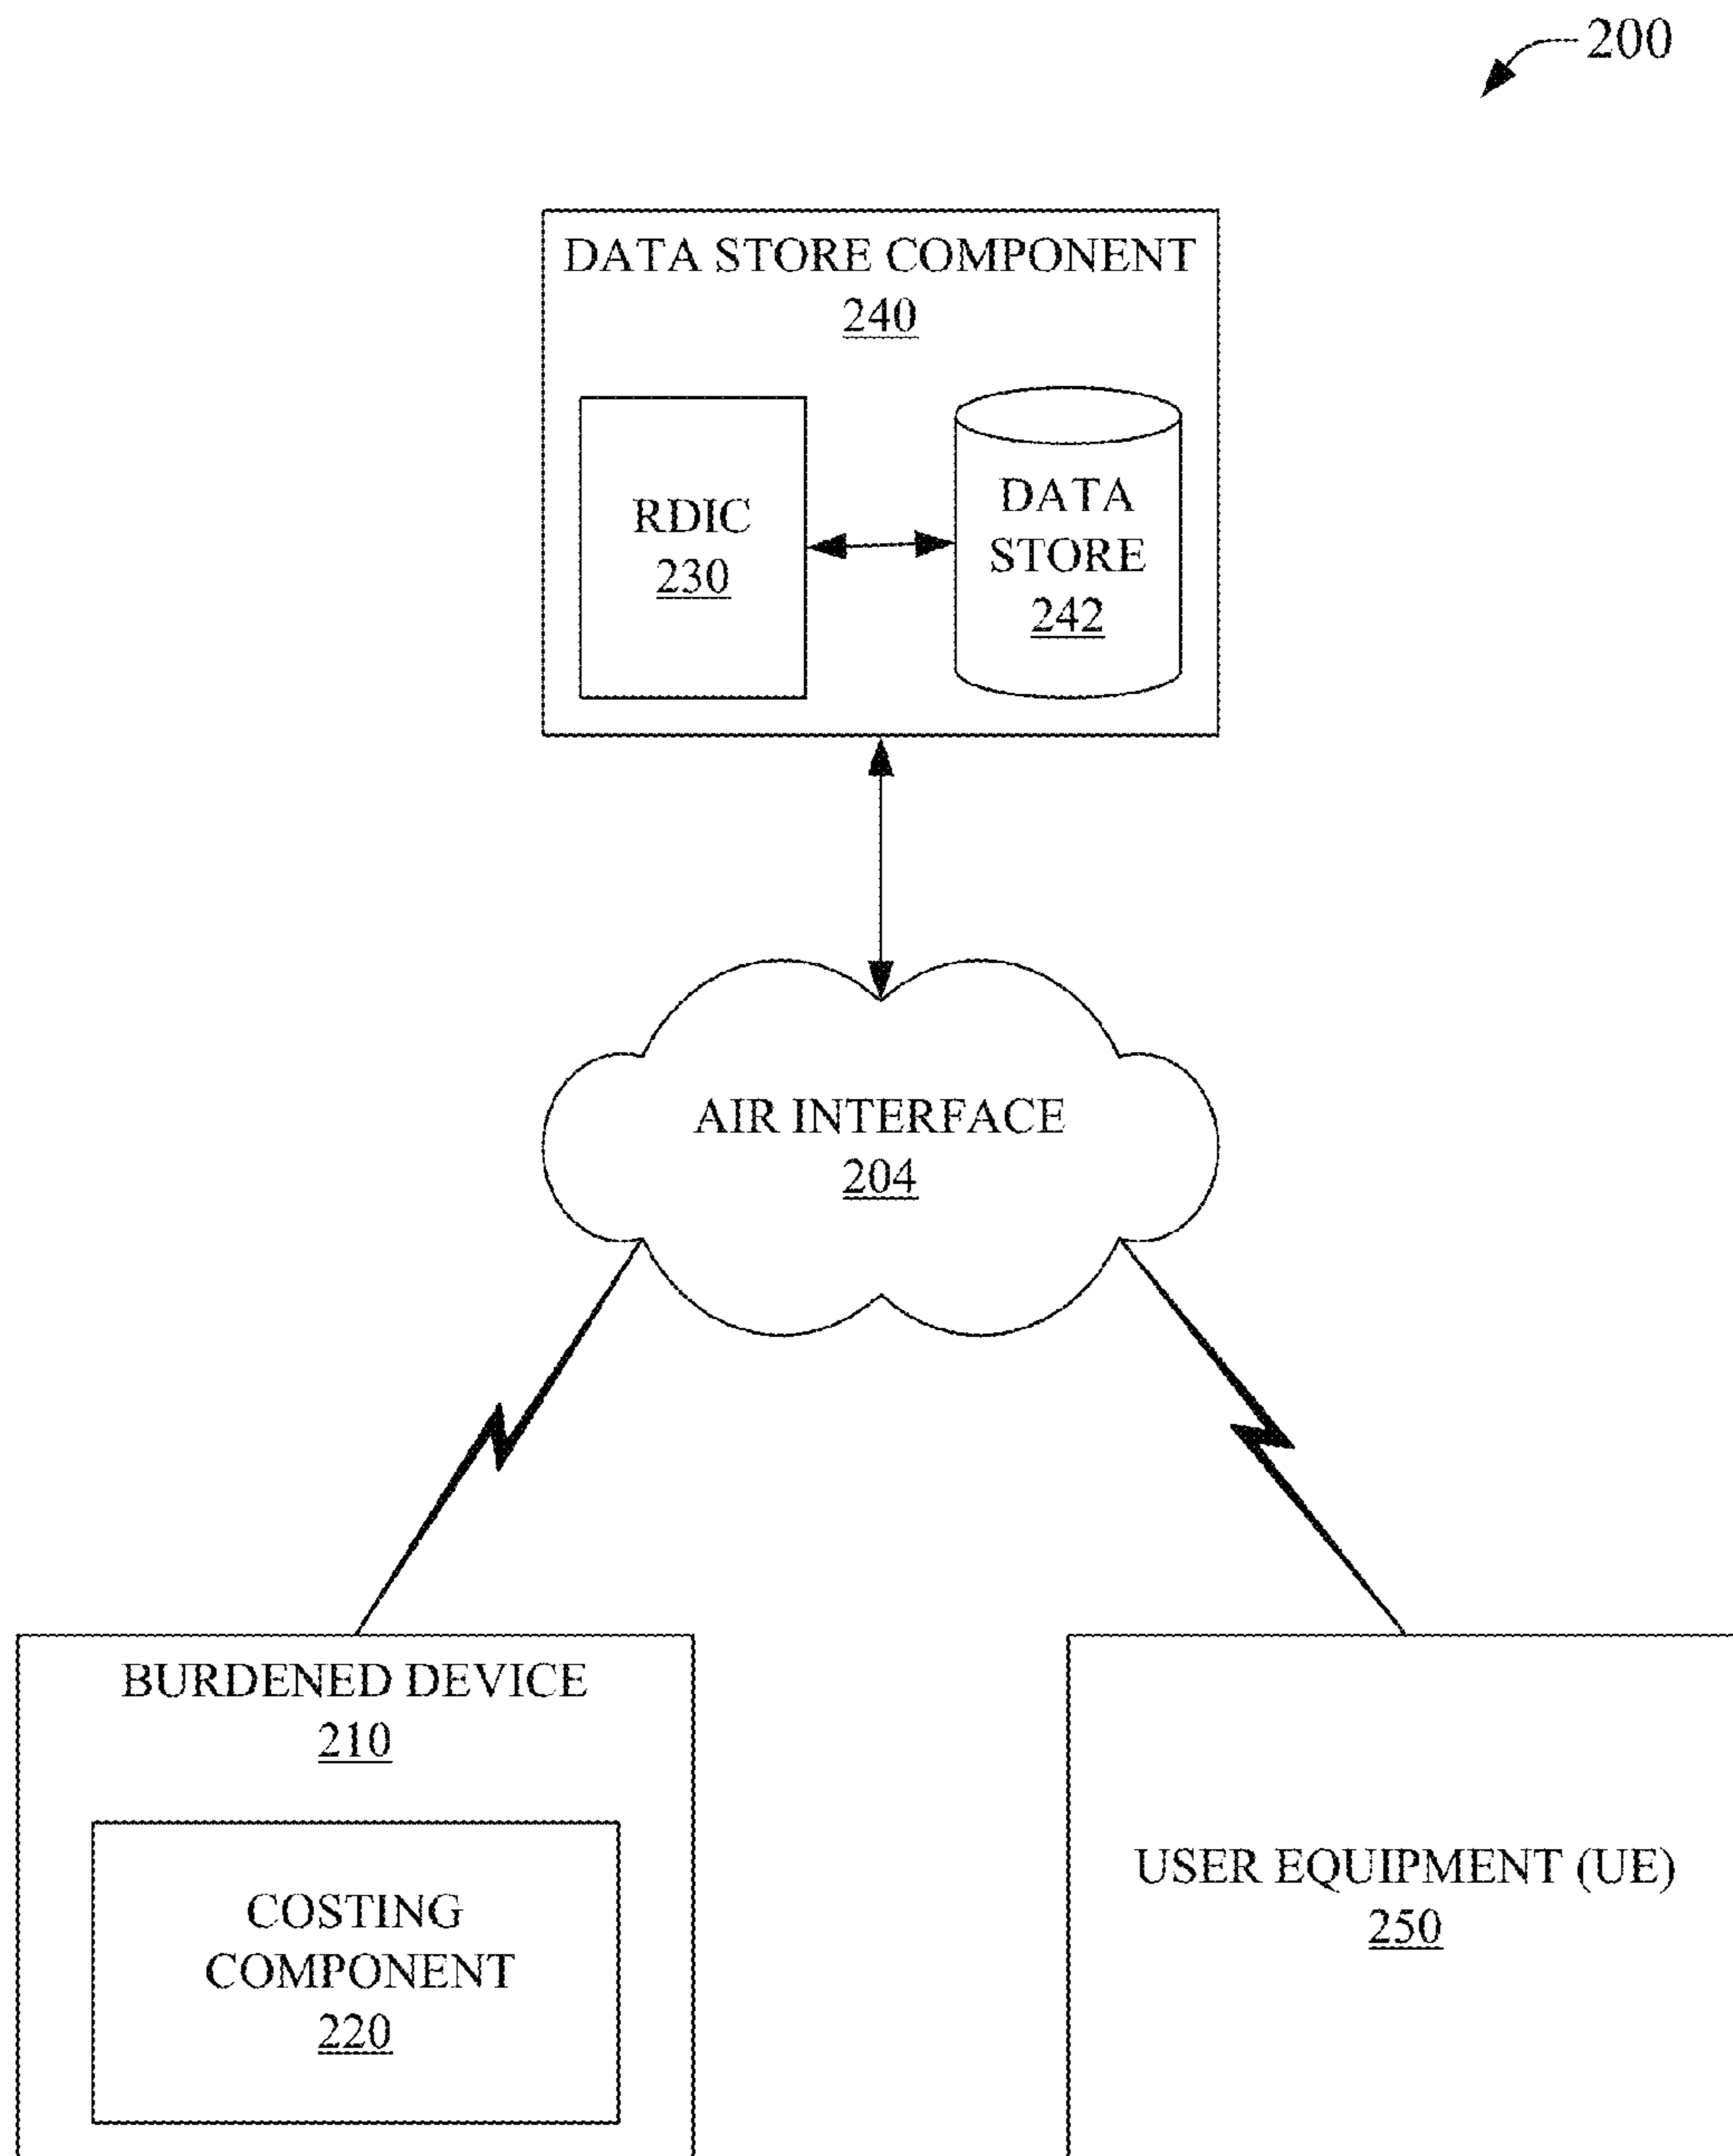 200
DATA STORE COMPONENT
240
RDIC
230
DATA
STORE
242
AIR INTERFACE
204
BURDENED DEVICE
210
COSTING
COMPONENT
220
USER EQUIPMENT (UE)
250